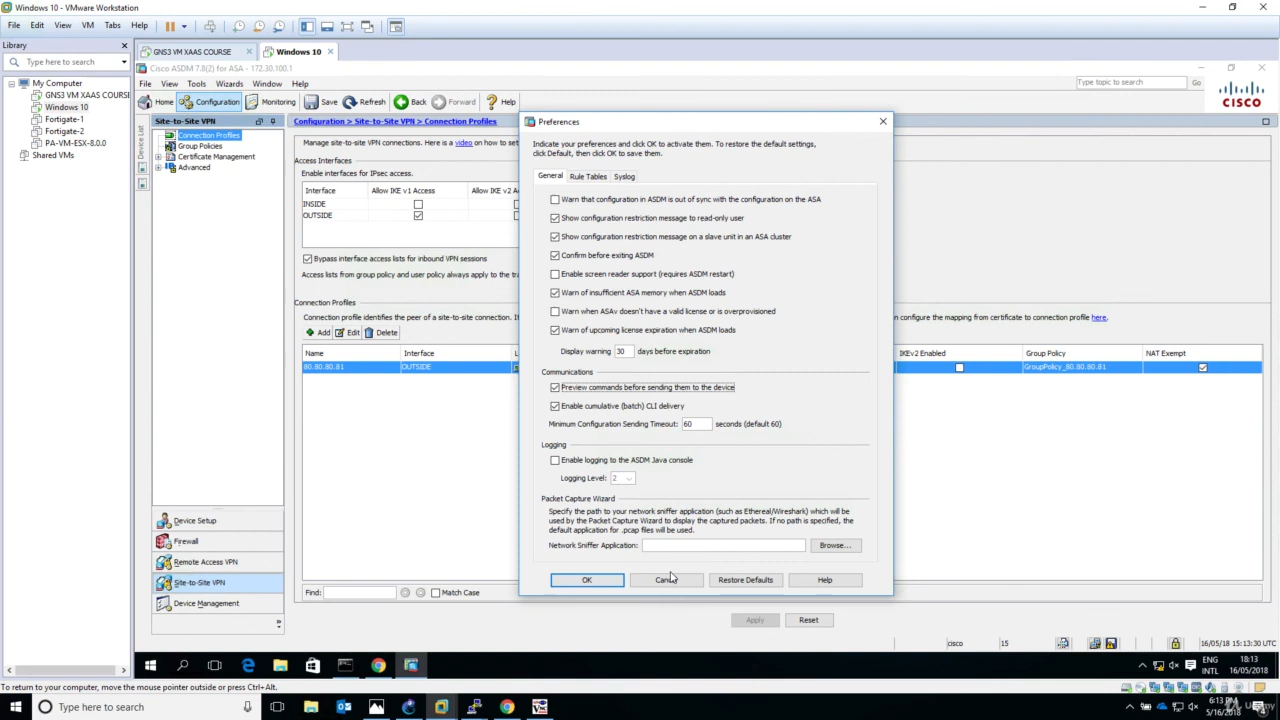 Windows 10 - VMware Workstation
File Edit View VM Tabs Help
Library
Type here to search
My Computer
GNS3 VM XAAS COURSE
Windows 10
Fortigate-1
Fortigate-2
PA-VM-ESX-8.0.0
Shared VMs
GNS3 VM XAAS COURSE
Windows 10
Cisco ASDM 7.8(2) for ASA - 172.30.100.1
File View Tools Wizards Window Help
Type topic to search Go
CISCO
Home Configuration Monitoring Save Refresh Back Forward Help
Device List
Site-to-Site VPN
Connection Profiles
Group Policies
Certificate Management
Advanced
Device Setup
Firewall
Remote Access VPN
Site-to-Site VPN
Device Management
Configuration > Site-to-Site VPN > Connection Profiles
Manage site-to-site VPN connections. Here is a video on how to set
Access Interfaces
Enable interfaces for IPsec access.
Interface Allow IKE v1 Access Allow IKE v2 Ac
INSIDE
OUTSIDE
Bypass interface access lists for inbound VPN sessions
Access lists from group policy and user policy always apply to the tra
Connection Profiles
Connection profile identifies the peer of a site-to-site connection. If
n configure the mapping from certificate to connection profile here.
Add Edit Delete
Name Interface L IKEv2 Enabled Group Policy NAT Exempt
80.80.80.81 OUTSIDE GroupPolicy_80.80.80.81
Find: Match Case
Apply Reset
cisco 15 16/05/18 15:13:30 UTC
Preferences
Indicate your preferences and click OK to activate them. To restore the default settings,
click Default, then click OK to save them.
General Rule Tables Syslog
Warn that configuration in ASDM is out of sync with the configuration on the ASA
Show configuration restriction message to read-only user
Show configuration restriction message on a slave unit in an ASA cluster
Confirm before exiting ASDM
Enable screen reader support (requires ASDM restart)
Warn of insufficient ASA memory when ASDM loads
Warn when ASAv doesn't have a valid license or is overprovisioned
Warn of upcoming license expiration when ASDM loads
Display warning 30 days before expiration
Communications
Preview commands before sending them to the device
Enable cumulative (batch) CLI delivery
Minimum Configuration Sending Timeout: 60 seconds (default 60)
Logging
Enable logging to the ASDM Java console
Logging Level: 2
Packet Capture Wizard
Specify the path to your network sniffer application (such as Ethereal/Wireshark) which will be
used by the Packet Capture Wizard to display the captured packets. If no path is specified, the
default application for .pcap files will be used.
Network Sniffer Application: Browse...
OK Cancel Restore Defaults Help
ENG
INTL
18:13
16/05/2018
To return to your computer, move the mouse pointer outside or press Ctrl+Alt.
Type here to search
6:13 PM
5/16/2018
Udemy